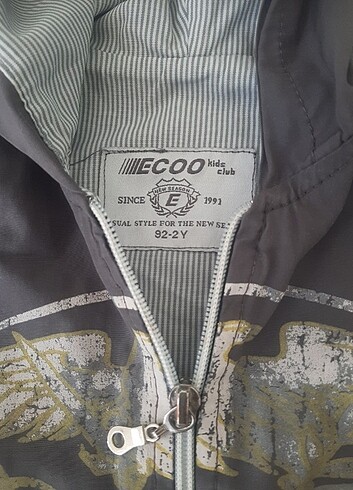 ECOO kids club
NEW SEASON
SINCE E 1991
SUAL STYLE FOR THE NEW SE
92-2Y